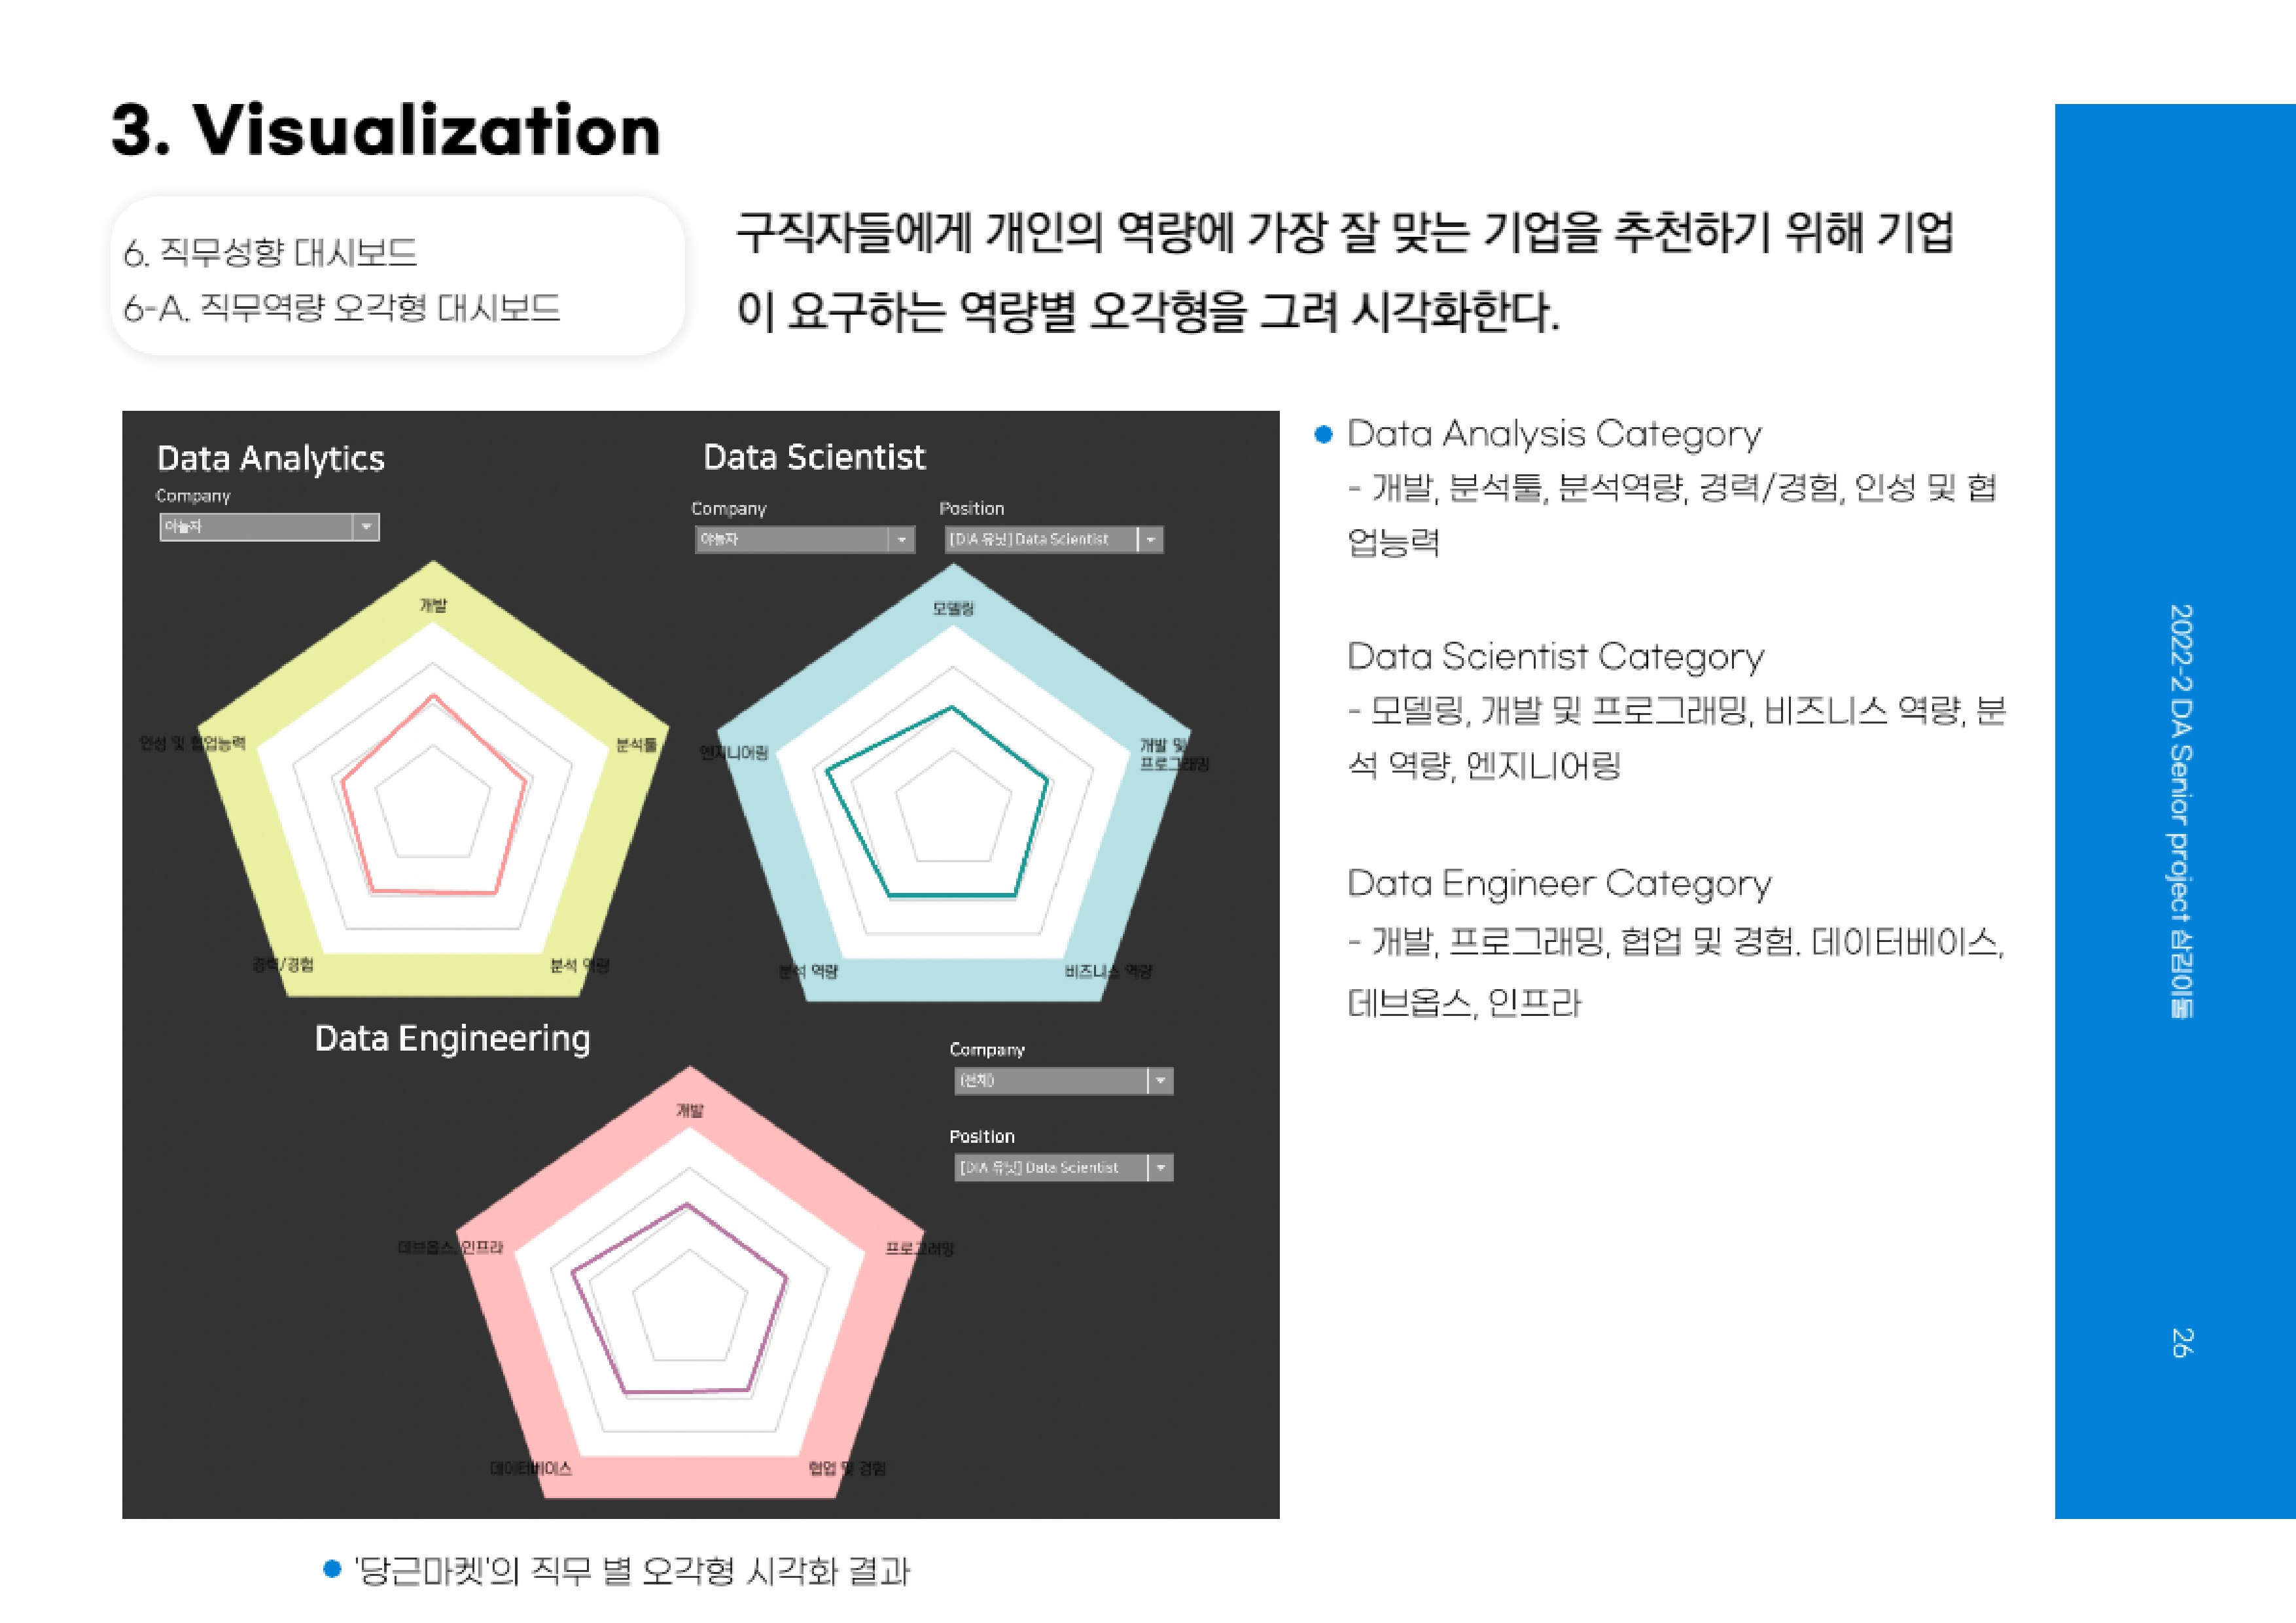 3. Visualization
6. 직무성향 대시보드
6-A. 직무역량 오각형 대시보드
구직자들에게 개인의 역량에 가장 잘 맞는 기업을 추천하기 위해 기업
이 요구하는 역량별 오각형을 그려 시각화한다.
Data Analytics
Company
야놀자
개발
인성 및 협업능력
분석툴
경력/경험
분석 역량
Data Scientist
Company
Position
야놀자
[DIA 유닛] Data Scientist
모델링
엔지니어링
개발 및
프로그래밍
분석 역량
비즈니스 역량
Data Engineering
Company
(전체)
Position
[DIA 유닛] Data Scientist
개발
데브옵스, 인프라
프로그래밍
데이터베이스
협업 및 경험
Data Analysis Category
- 개발, 분석툴, 분석역량, 경력/경험, 인성 및 협
업능력
Data Scientist Category
- 모델링, 개발 및 프로그래밍, 비즈니스 역량, 분
석 역량, 엔지니어링
Data Engineer Category
- 개발, 프로그래밍, 협업 및 경험. 데이터베이스,
데브옵스, 인프라
'당근마켓'의 직무 별 오각형 시각화 결과
2022-2 DA Senior project 삼김이돌
26